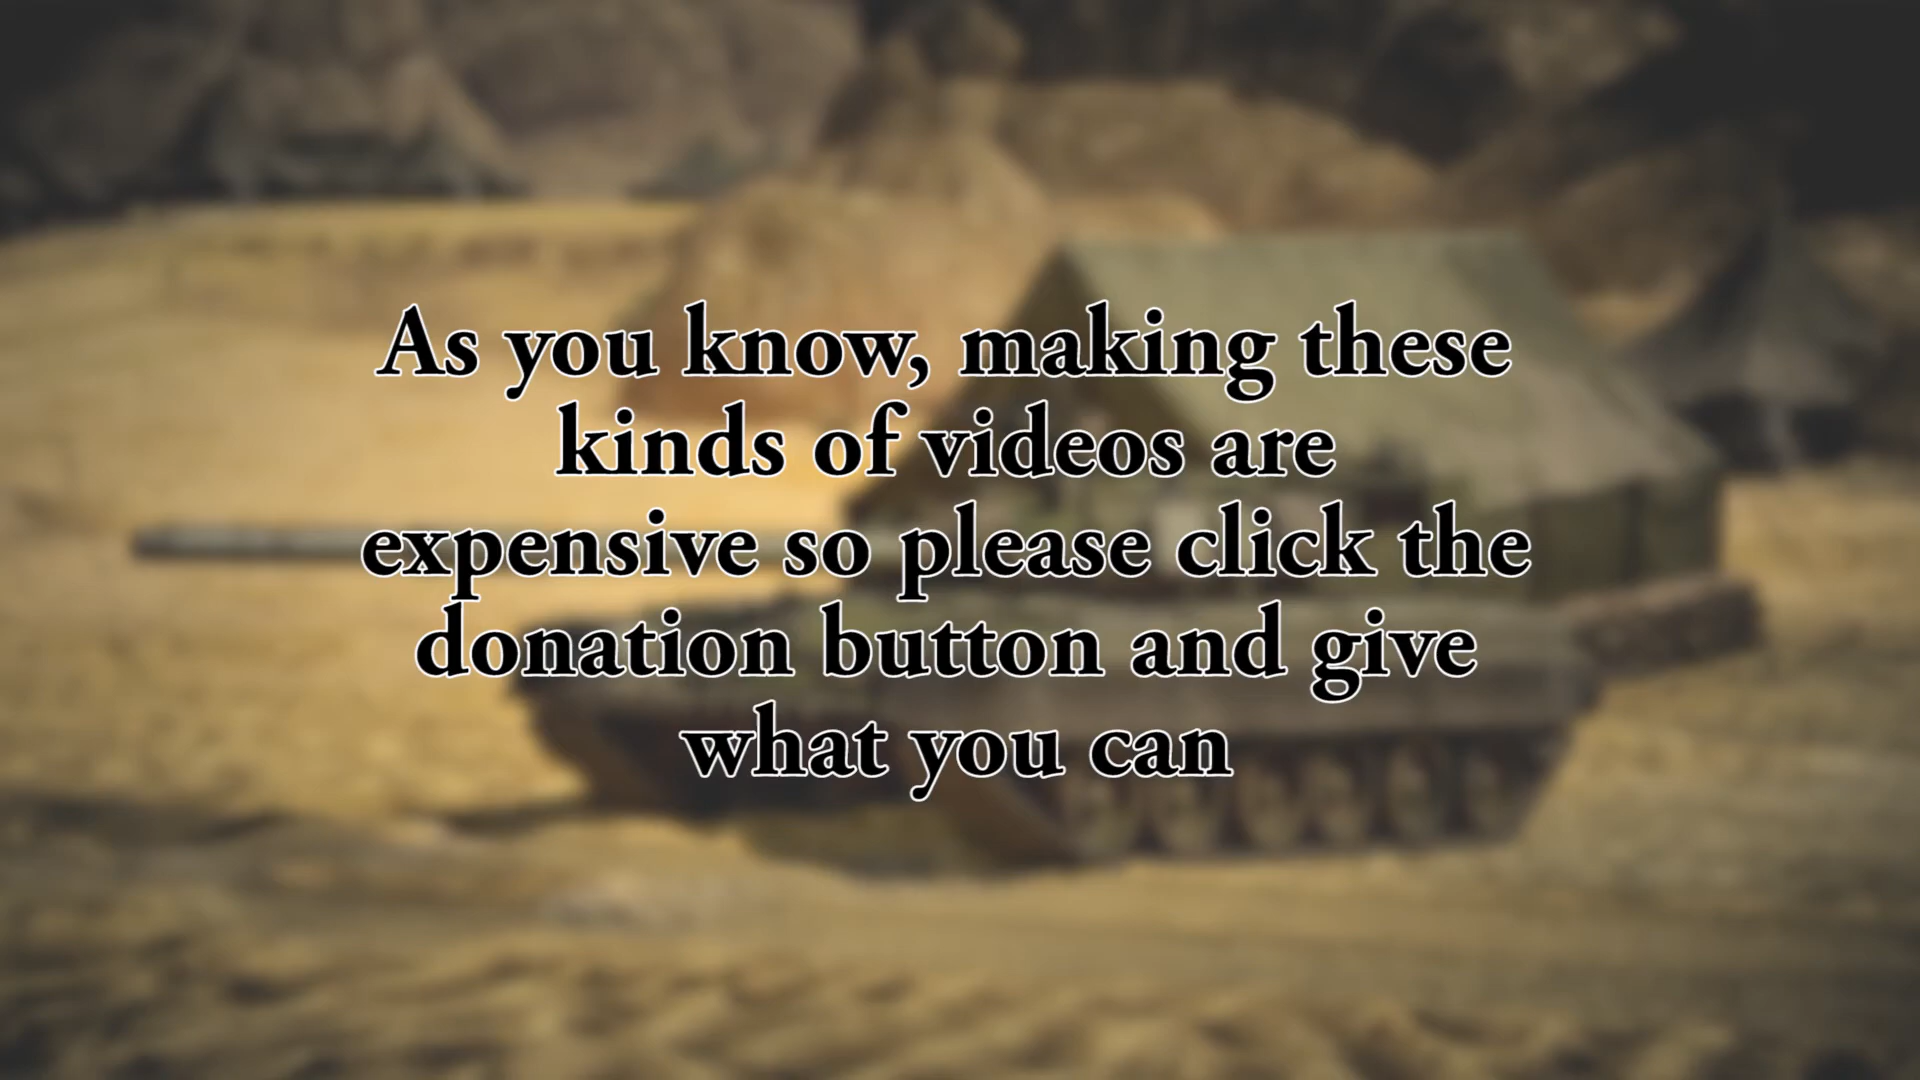 As you know, making these
kinds of videos are
expensive so please click the
donation button and give
what you can